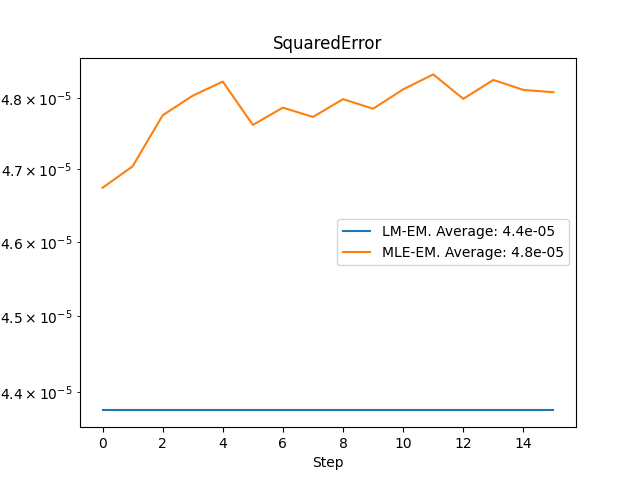 SquaredError
4.8 × 10⁻⁵
4.7 × 10⁻⁵
4.6 × 10⁻⁵
4.5 × 10⁻⁵
4.4 × 10⁻⁵
LM-EM. Average: 4.4e-05
MLE-EM. Average: 4.8e-05
0 2 4 6 8 10 12 14
Step